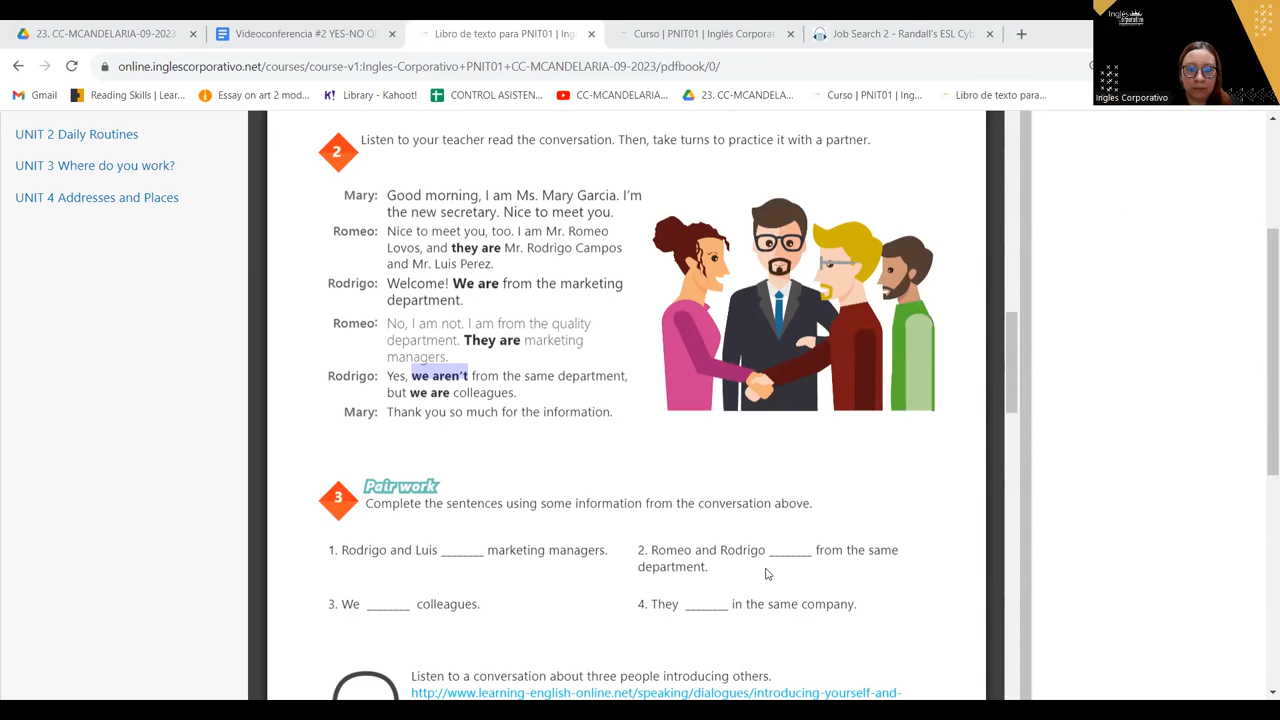 23. CC-MCANDELARIA-09-2023
Videoconferencia #2 YES-NO Q
Libro de texto para PNIT01 | Ing
Curso | PNIT01 | Inglés Corporat
Job Search 2 - Randall's ESL Cyb
online.inglescorporativo.net/courses/course-v1:Ingles-Corporativo+PNIT01+CC-MCANDELARIA-09-2023/pdfbook/0/
Gmail
Reading Skills | Lear...
Essay on art 2 mod...
Library - Ka
CONTROL ASISTEN...
CC-MCANDELARIA...
23. CC-MCANDELA...
Curso | PNIT01 | Ing...
Libro de texto para...
Inglés
Corporativo
Ingles Corporativo
UNIT 2 Daily Routines
UNIT 3 Where do you work?
UNIT 4 Addresses and Places
2
Listen to your teacher read the conversation. Then, take turns to practice it with a partner.
Mary: Good morning, I am Ms. Mary Garcia. I'm
the new secretary. Nice to meet you.
Romeo: Nice to meet you, too. I am Mr. Romeo
Lovos, and they are Mr. Rodrigo Campos
and Mr. Luis Perez.
Rodrigo: Welcome! We are from the marketing
department.
Romeo: No, I am not. I am from the quality
department. They are marketing
managers.
Rodrigo: Yes, we aren't from the same department,
but we are colleagues.
Mary: Thank you so much for the information.
3
Pair work
Complete the sentences using some information from the conversation above.
1. Rodrigo and Luis ________ marketing managers.
2. Romeo and Rodrigo ________ from the same
department.
3. We ________ colleagues.
4. They ________ in the same company.
Listen to a conversation about three people introducing others.
http://www.learning-english-online.net/speaking/dialogues/introducing-yourself-and-